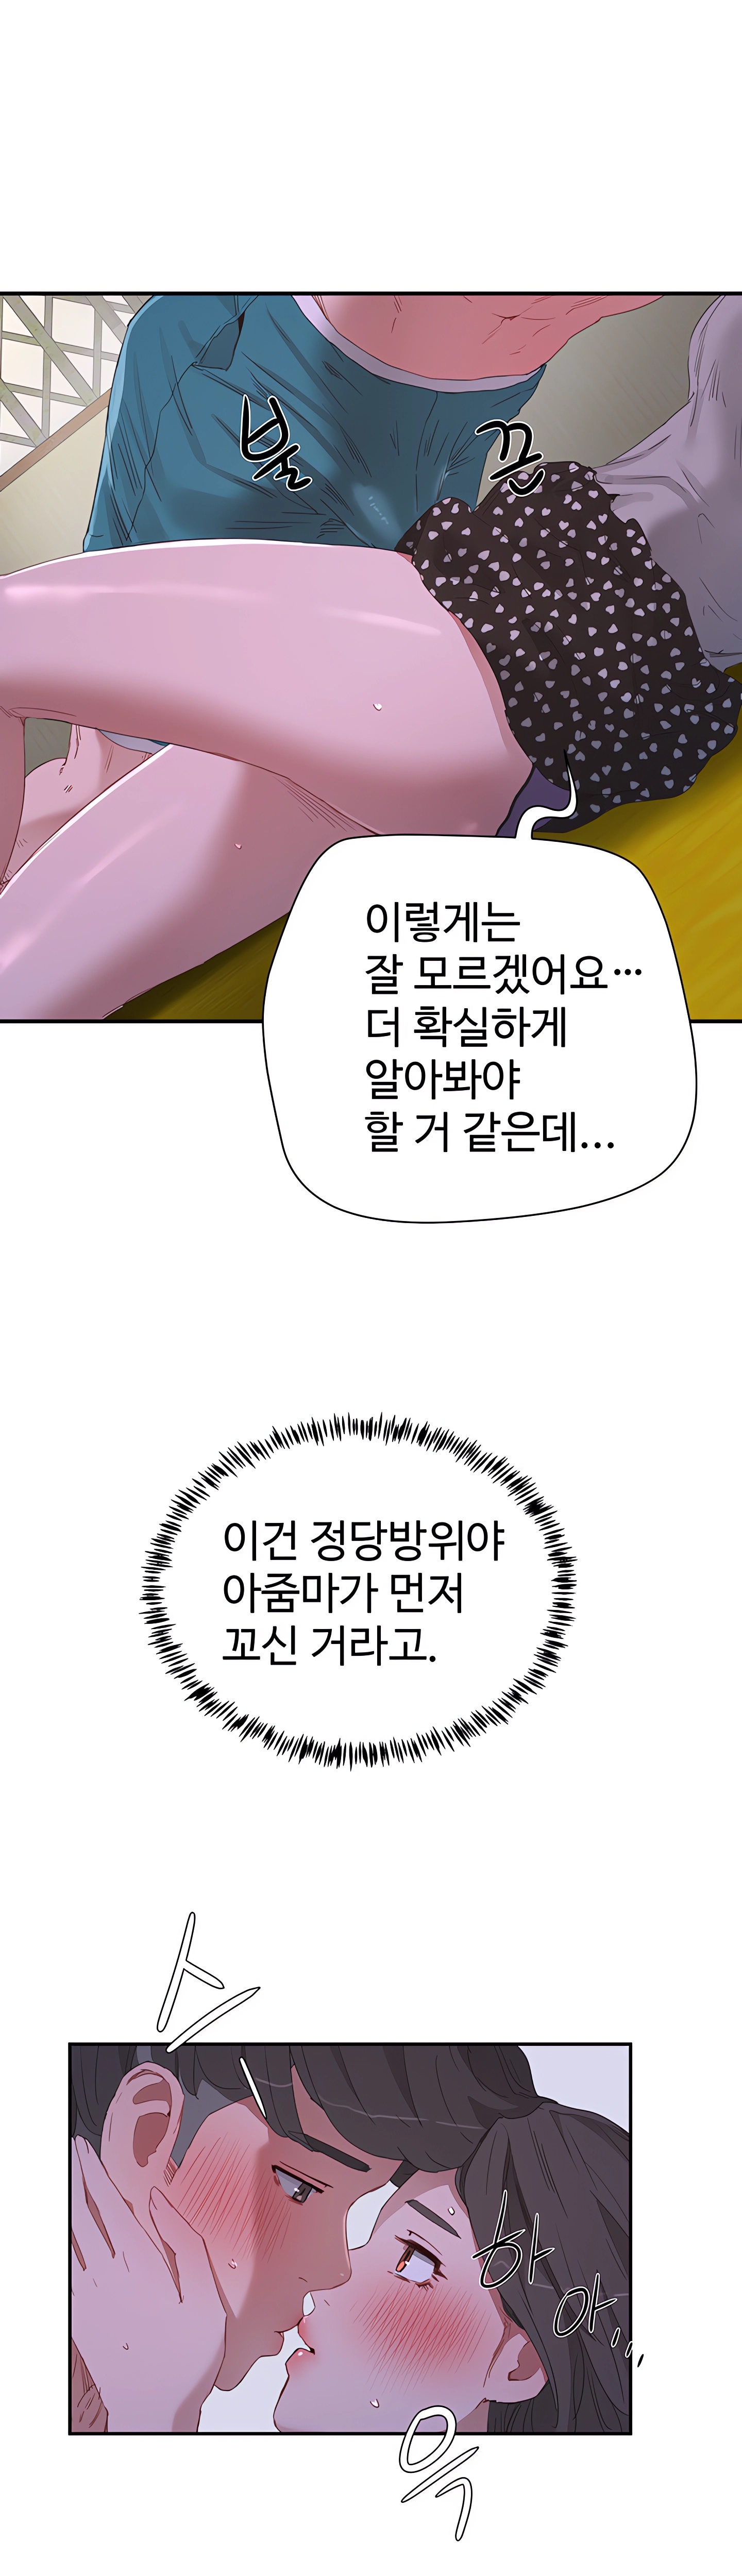 불
끈
이렇게는
잘 모르겠어요...
더 확실하게
알아봐야
할 거 같은데...
이건 정당방위야
아줌마가 먼저
꼬신 거라고.
스
하
아...
윽